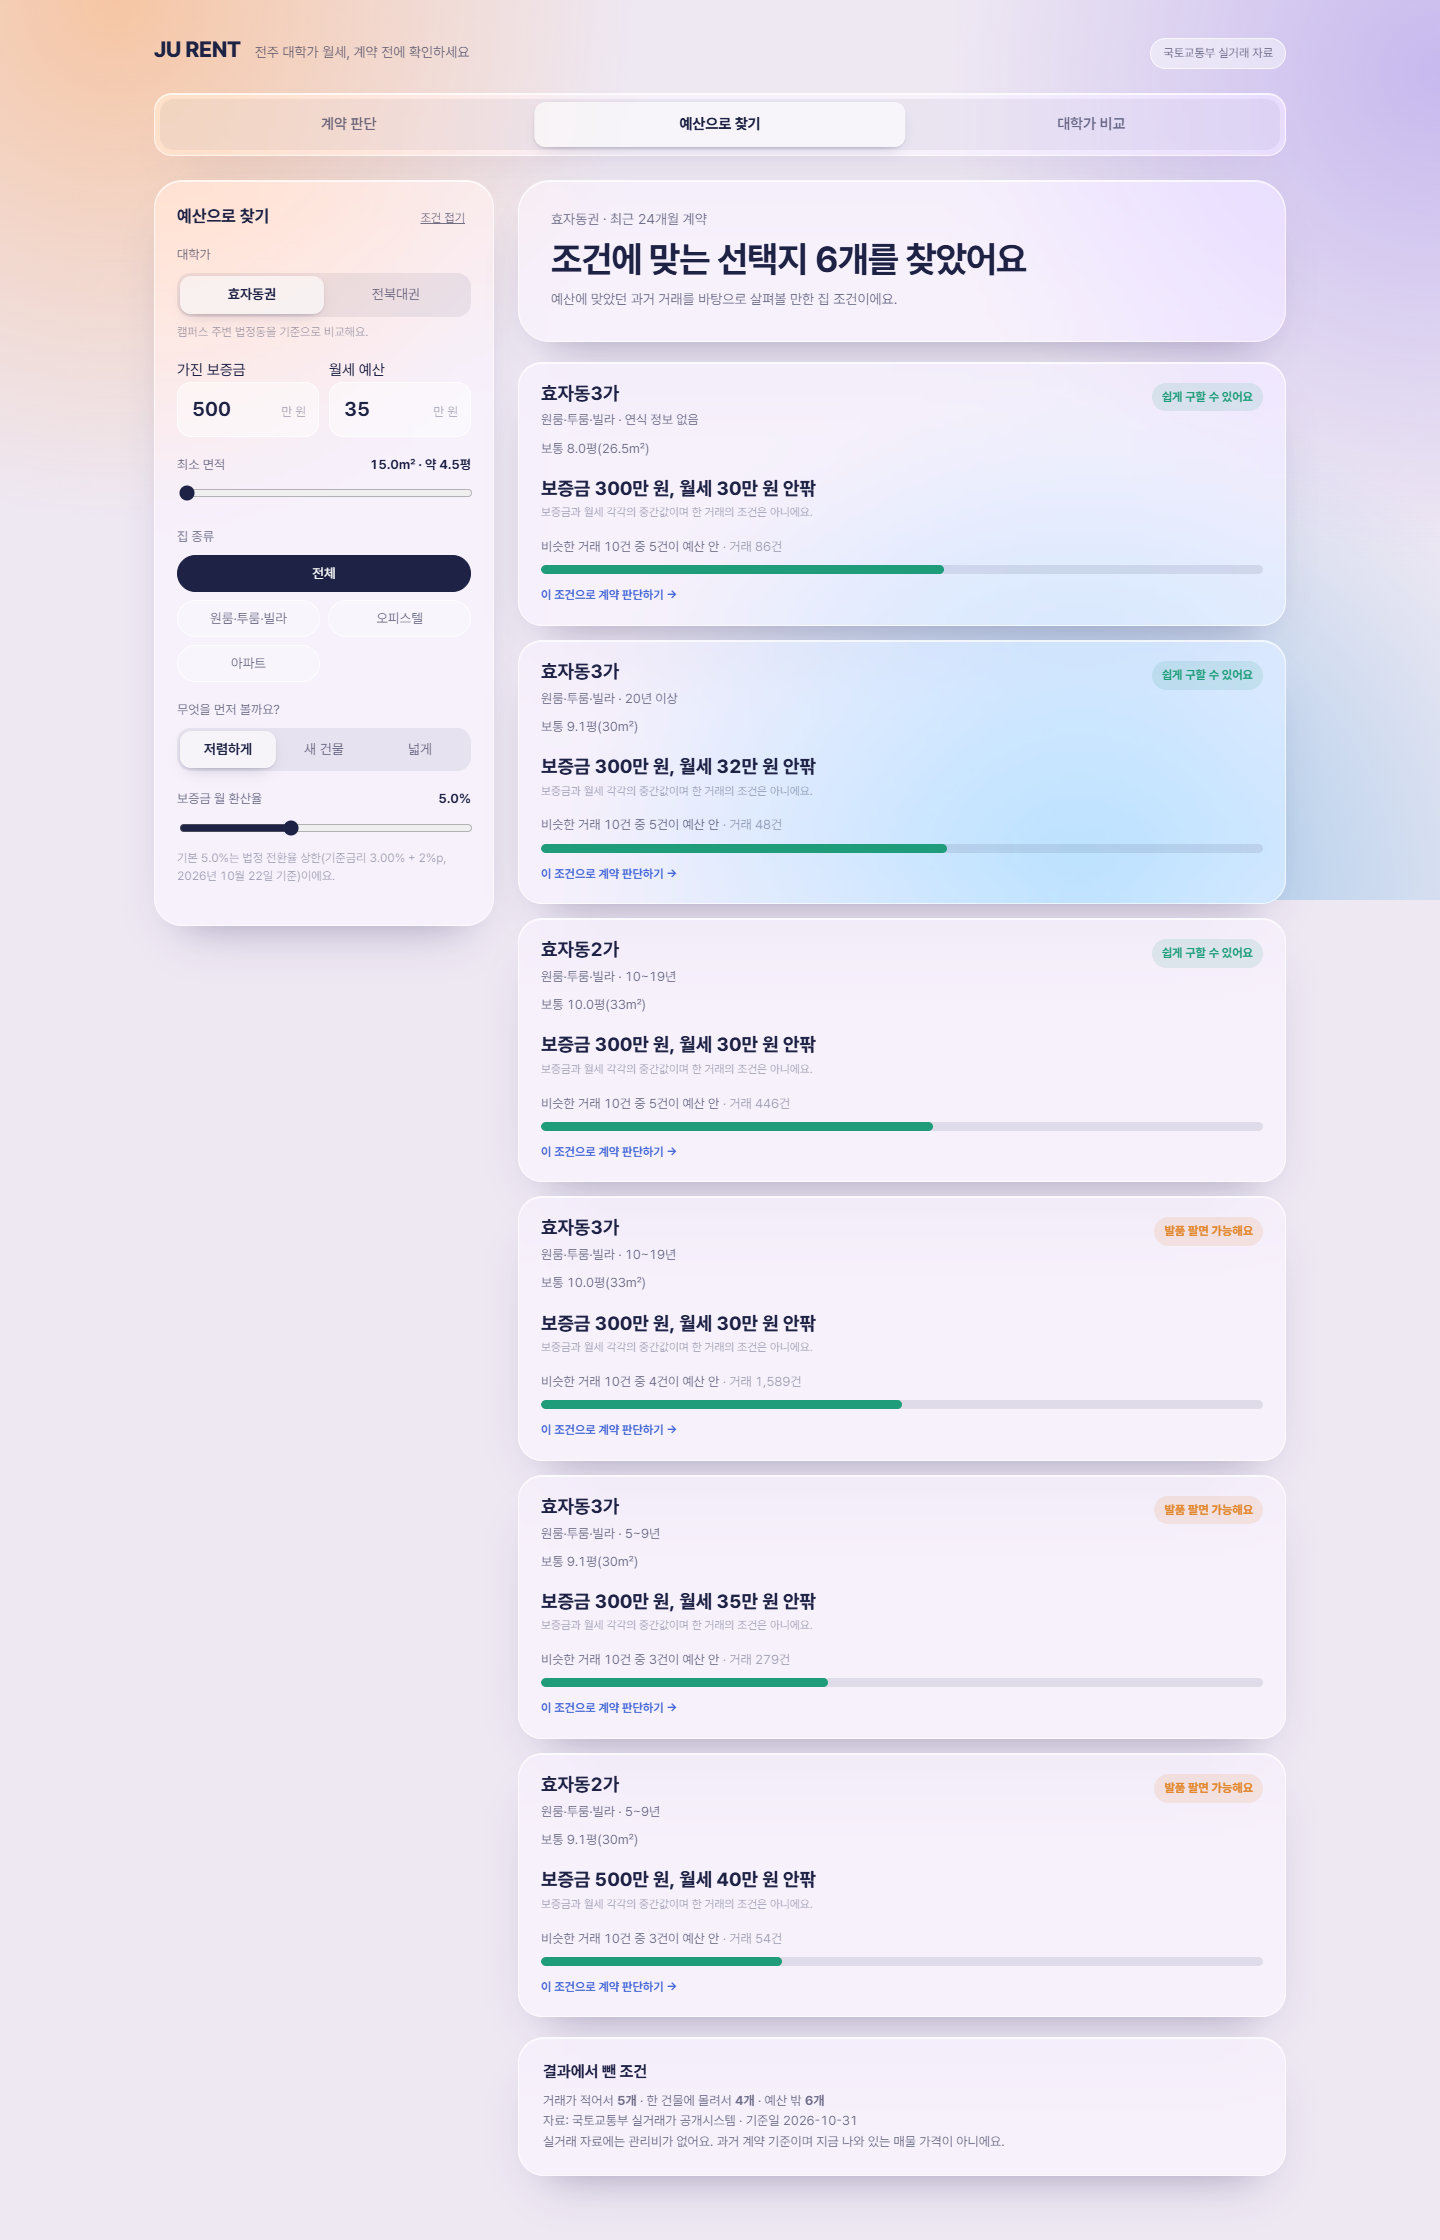 JU RENT 전주 대학가 월세, 계약 전에 확인하세요
국토교통부 실거래 자료
계약 판단
예산으로 찾기
대학가 비교
예산으로 찾기
조건 접기
대학가
효자동권
전북대권
캠퍼스 주변 법정동을 기준으로 비교해요.
가진 보증금
월세 예산
500 만 원
35 만 원
최소 면적
15.0m² · 약 4.5평
집 종류
전체
원룸·투룸·빌라
오피스텔
아파트
무엇을 먼저 볼까요?
저렴하게
새 건물
넓게
보증금 월 환산율
5.0%
기본 5.0%는 법정 전환율 상한(기준금리 3.00% + 2%p,
2026년 10월 22일 기준)이에요.
효자동권 · 최근 24개월 계약
조건에 맞는 선택지 6개를 찾았어요
예산에 맞았던 과거 거래를 바탕으로 살펴볼 만한 집 조건이에요.
효자동3가
쉽게 구할 수 있어요
원룸·투룸·빌라 · 연식 정보 없음
보통 8.0평(26.5m²)
보증금 300만 원, 월세 30만 원 안팎
보증금과 월세 각각의 중간값이며 한 거래의 조건은 아니에요.
비슷한 거래 10건 중 5건이 예산 안 · 거래 86건
이 조건으로 계약 판단하기 →
효자동3가
쉽게 구할 수 있어요
원룸·투룸·빌라 · 20년 이상
보통 9.1평(30m²)
보증금 300만 원, 월세 32만 원 안팎
보증금과 월세 각각의 중간값이며 한 거래의 조건은 아니에요.
비슷한 거래 10건 중 5건이 예산 안 · 거래 48건
이 조건으로 계약 판단하기 →
효자동2가
쉽게 구할 수 있어요
원룸·투룸·빌라 · 10~19년
보통 10.0평(33m²)
보증금 300만 원, 월세 30만 원 안팎
보증금과 월세 각각의 중간값이며 한 거래의 조건은 아니에요.
비슷한 거래 10건 중 5건이 예산 안 · 거래 446건
이 조건으로 계약 판단하기 →
효자동3가
발품 팔면 가능해요
원룸·투룸·빌라 · 10~19년
보통 10.0평(33m²)
보증금 300만 원, 월세 30만 원 안팎
보증금과 월세 각각의 중간값이며 한 거래의 조건은 아니에요.
비슷한 거래 10건 중 4건이 예산 안 · 거래 1,589건
이 조건으로 계약 판단하기 →
효자동3가
발품 팔면 가능해요
원룸·투룸·빌라 · 5~9년
보통 9.1평(30m²)
보증금 300만 원, 월세 35만 원 안팎
보증금과 월세 각각의 중간값이며 한 거래의 조건은 아니에요.
비슷한 거래 10건 중 3건이 예산 안 · 거래 279건
이 조건으로 계약 판단하기 →
효자동2가
발품 팔면 가능해요
원룸·투룸·빌라 · 5~9년
보통 9.1평(30m²)
보증금 500만 원, 월세 40만 원 안팎
보증금과 월세 각각의 중간값이며 한 거래의 조건은 아니에요.
비슷한 거래 10건 중 3건이 예산 안 · 거래 54건
이 조건으로 계약 판단하기 →
결과에서 뺀 조건
거래가 적어서 5개 · 한 건물에 몰려서 4개 · 예산 밖 6개
자료: 국토교통부 실거래가 공개시스템 · 기준일 2026-10-31
실거래 자료에는 관리비가 없어요. 과거 계약 기준이며 지금 나와 있는 매물 가격이 아니에요.